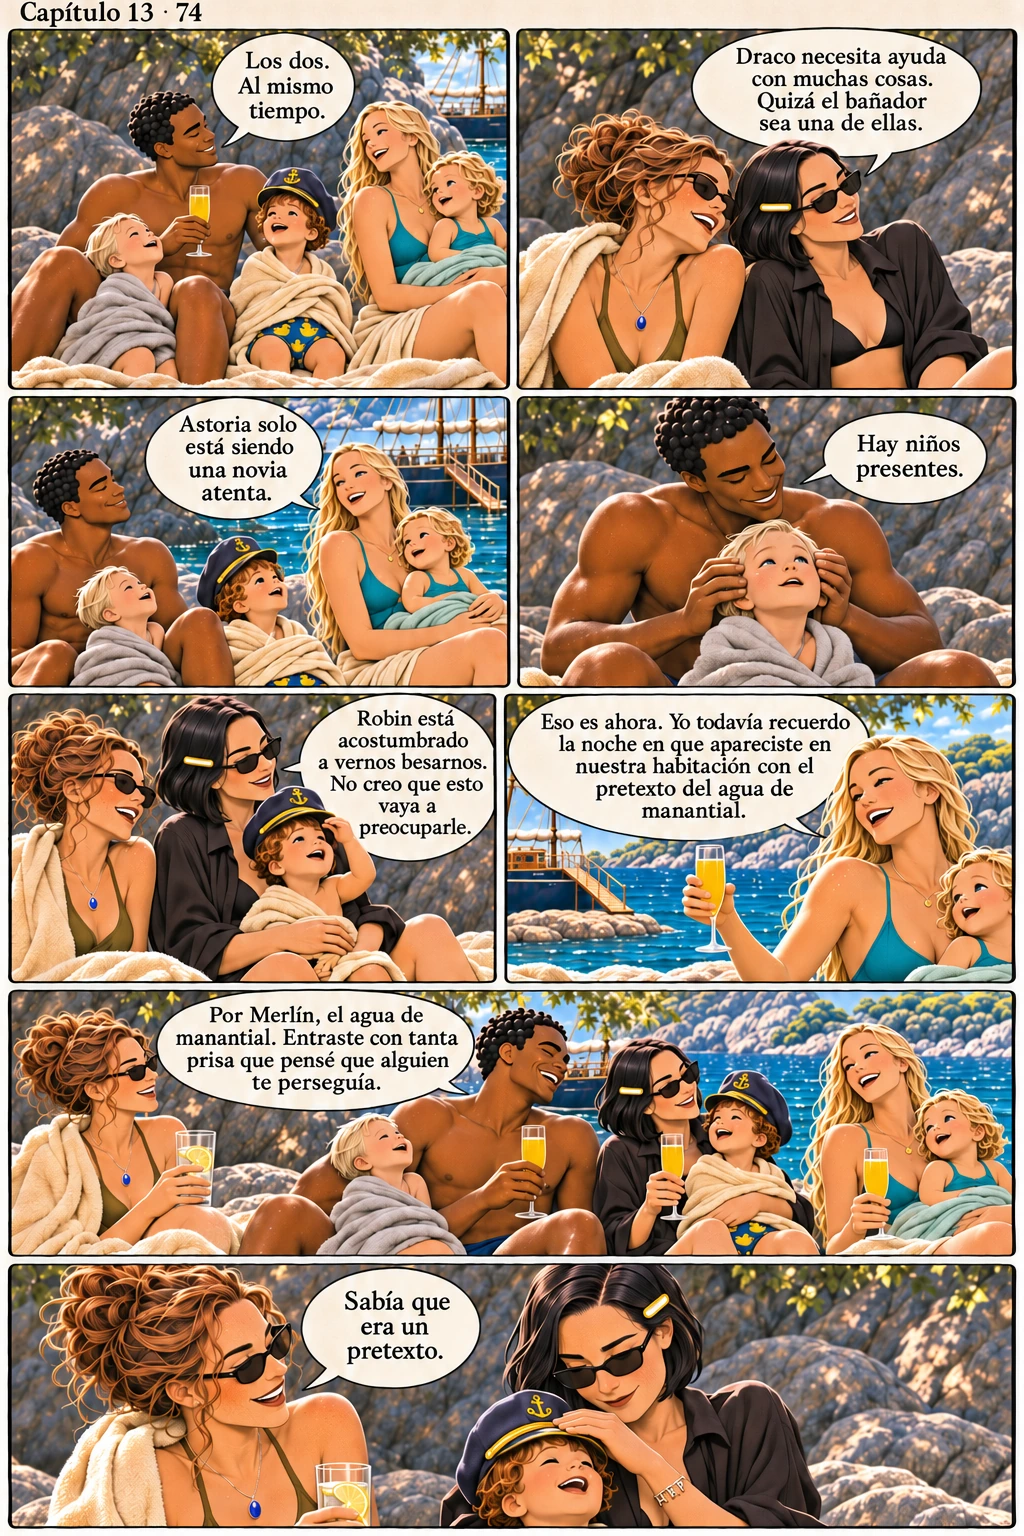 Capítulo 13 · 74
Los dos.
Al mismo
tiempo.
Draco necesita ayuda
con muchas cosas.
Quizá el bañador
sea una de ellas.
Astoria solo
está siendo
una novia
atenta.
Hay niños
presentes.
Robin está
acostumbrado
a vernos besarnos.
No creo que esto
vaya a
preocuparle.
Eso es ahora. Yo todavía recuerdo
la noche en que apareciste en
nuestra habitación con el
pretexto del agua de
manantial.
Por Merlín, el agua de
manantial. Entraste con tanta
prisa que pensé que alguien
te perseguía.
Sabía que
era un
pretexto.